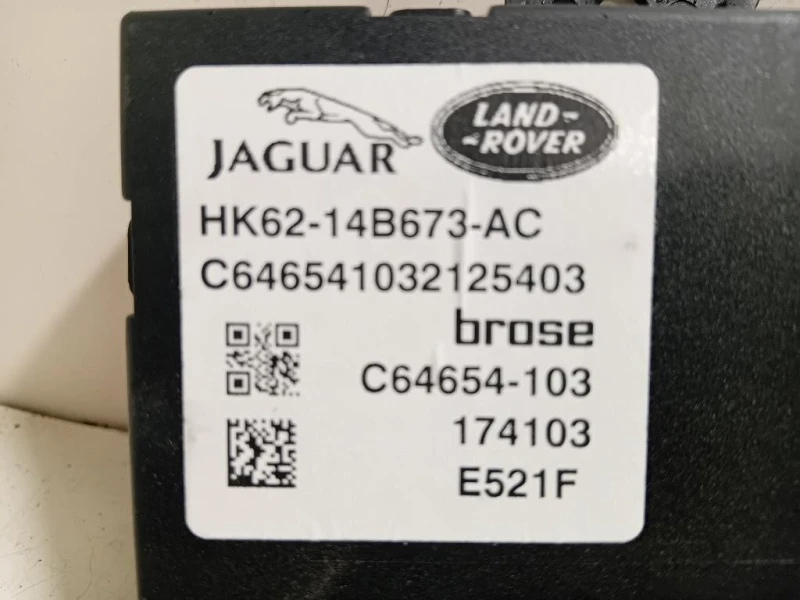 JAGUAR
LAND-
-ROVER
HK62-14B673-AC
C646541032125403
brose
C64654-103
174103
E521F